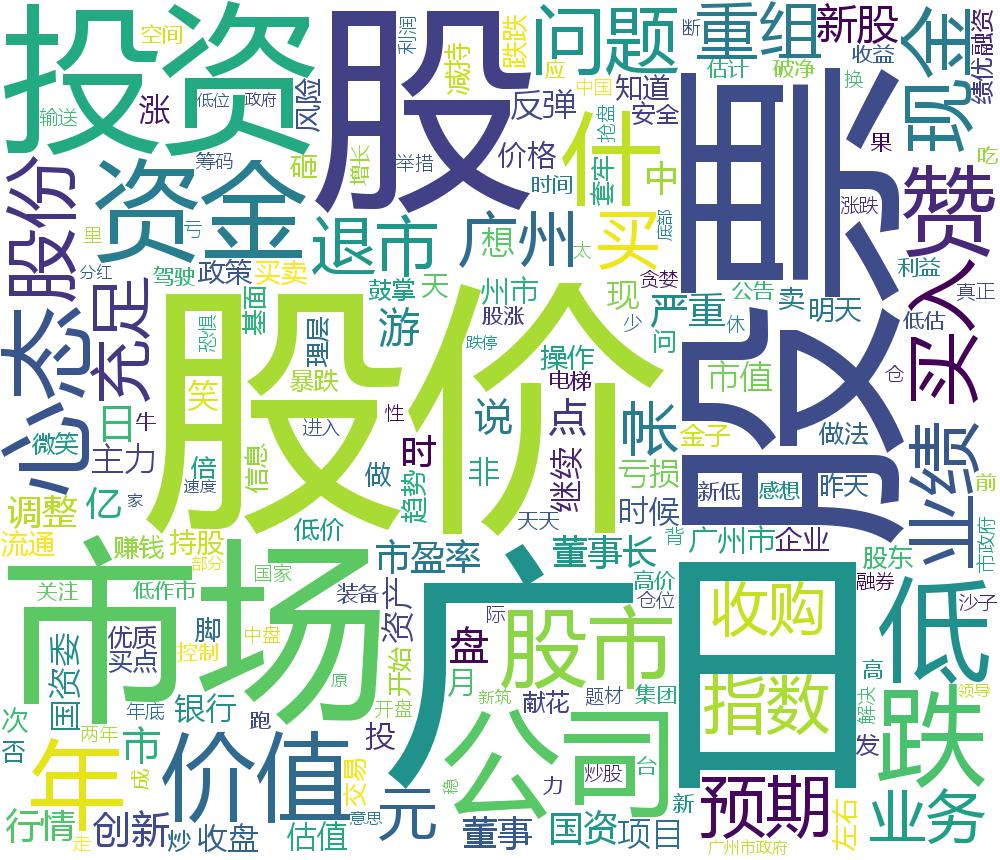 投资
股
股票
股价
市场
广日
资金
问题
重组
新股
现金
绩优融资
收益
估计
破净
断
应
中国
换
抢盘
空间
利润
减持
跌跌
低位
政府
风险
输送
涨
筹码
砸
增长
举措
反弹
价格
时间
知道
安全
套牢
什
中
底部
果
吃
赞
涨跌
股份
心态
充足
里
亏
分红
驾驶
政策
买卖
退市
广州
想
太
买
贪婪
利益
真正
恐惧
基面
理层
鼓掌
天
游
州市
股涨
跌停
现
少
休
严重
问
公告
卖
明天
低估
仓
买入
笑
暴跌
操作
电梯
市值
日
牛
微笑
主力
倍
信息
性
进入
时
说
点
帐
金子
做法
调整
亿
家
速度
做
趋势
非
继续
亏损
新低
感想
昨天
业绩
前
市政府
流通
赚钱
持股
部分
低价
天天
时候
背
广州市
企业
市盈率
董事长
股东
关注
低作市
国家
装备
资产
高价
仓位
融券
沙子
低
国资委
优质
买点
控制
脚
中盘
开始
盘
股市
收购
指数
次
否
两年
年底
银行
跑
原
开盘
月
新筑
献花
题材
集团
高
解决
领导
跌
年
市
成
价值
投
交易
公司
稳
力
炒股
台
发
行情
走
创新
炒
收盘
估值
意思
元
董事
国资
项目
新
预期
广州市政府
左右
业务
际